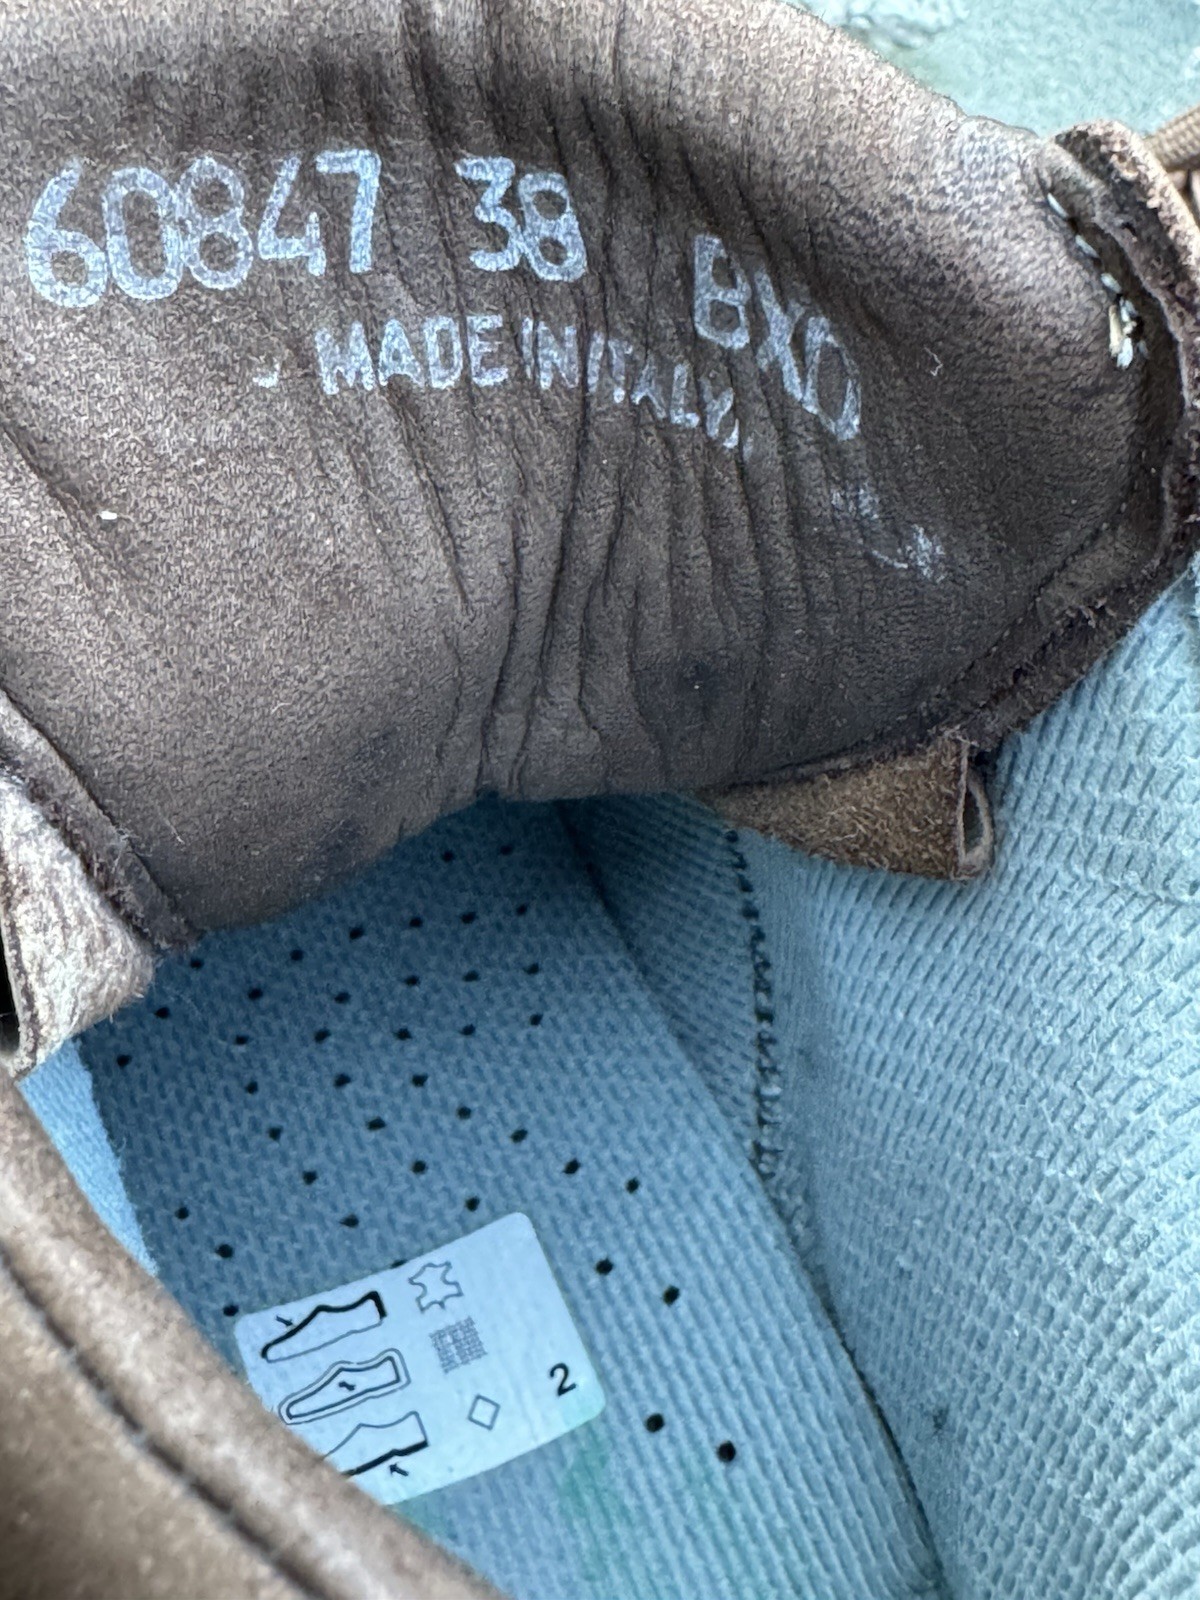 60847 38 BXO
MADE IN ITALY
2